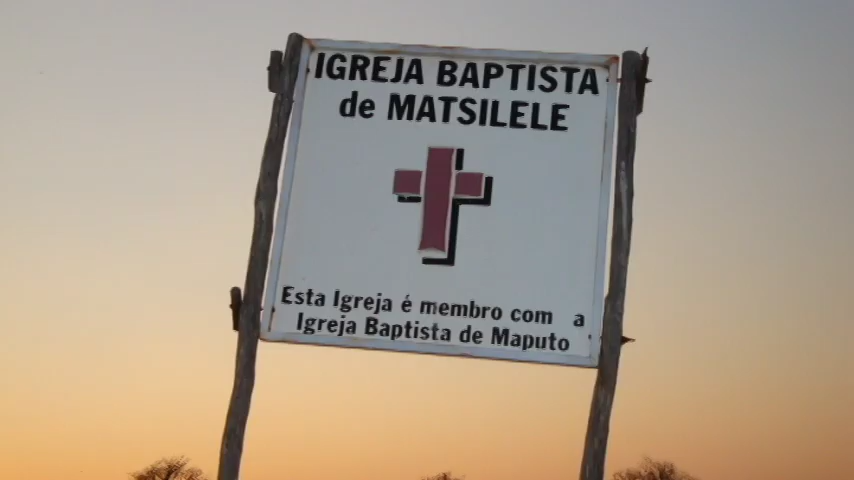 IGREJA BAPTISTA
de MATSILELE
Esta Igreja é membro com a
Igreja Baptista de Maputo